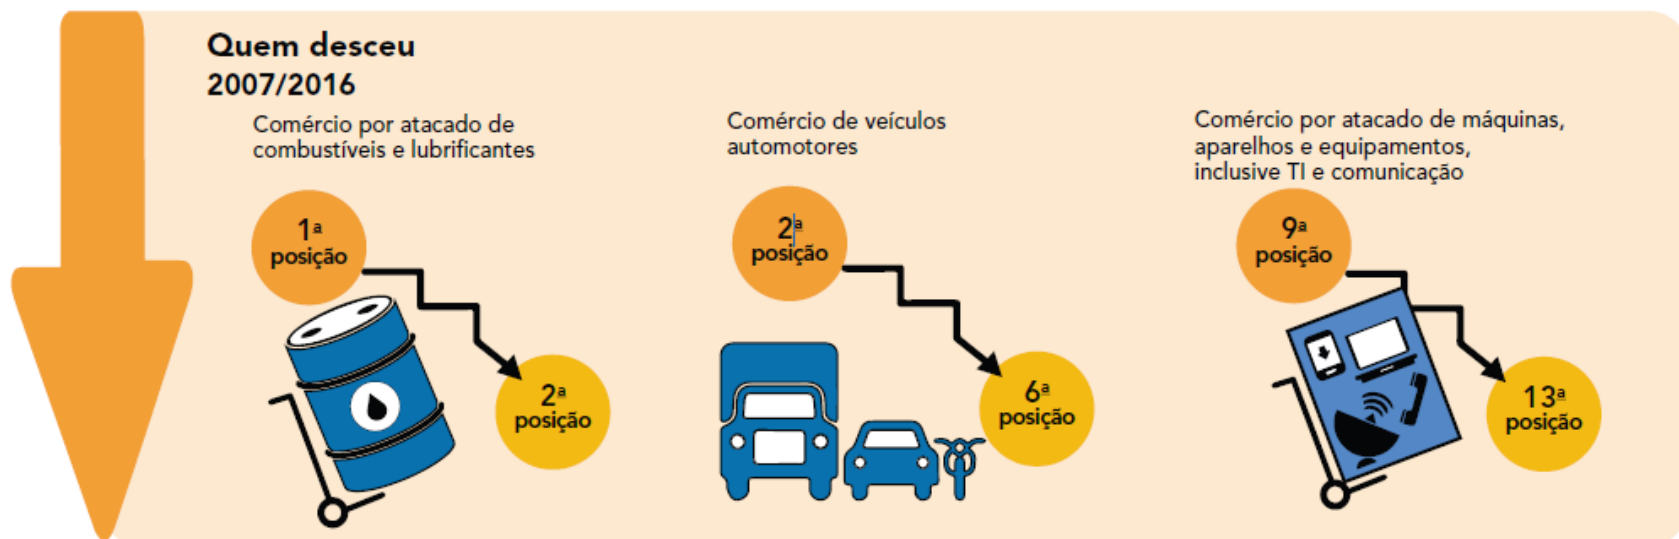 Quem desceu
2007/2016
Comércio por atacado de
combustíveis e lubrificantes
1ª
posição
2ª
posição
Comércio de veículos
automotores
2ª
posição
6ª
posição
Comércio por atacado de máquinas,
aparelhos e equipamentos,
inclusive TI e comunicação
9ª
posição
13ª
posição